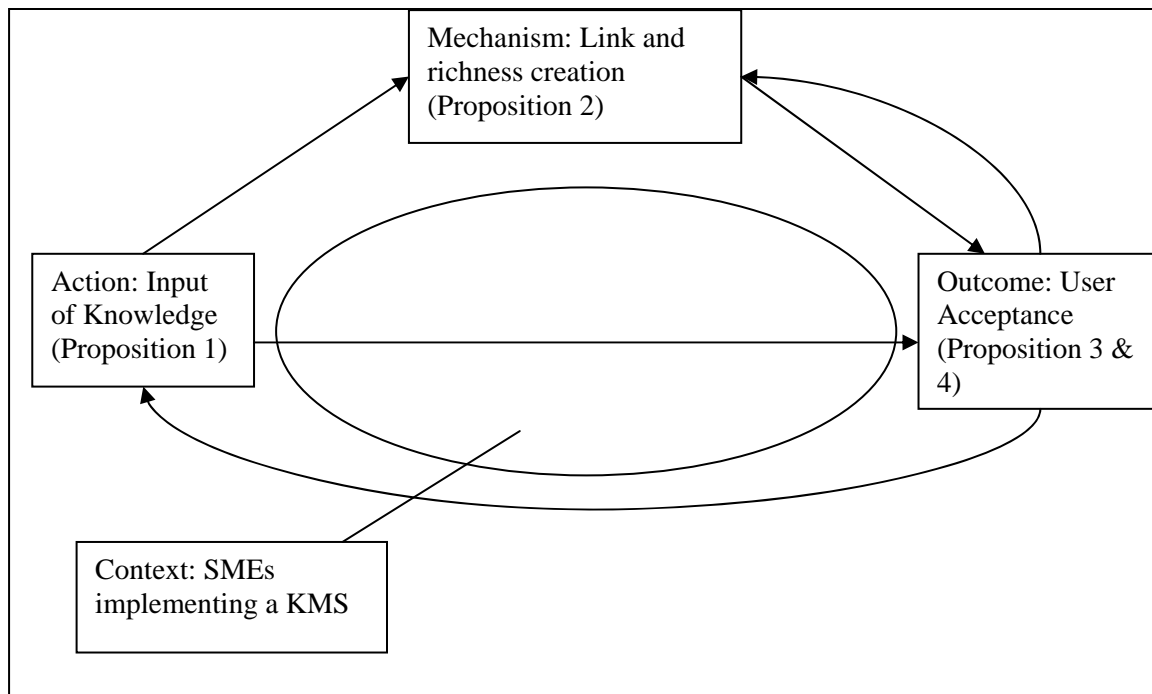 Mechanism: Link and
richness creation
(Proposition 2)
Action: Input
of Knowledge
(Proposition 1)
Outcome: User
Acceptance
(Proposition 3 &
4)
Context: SMEs
implementing a KMS